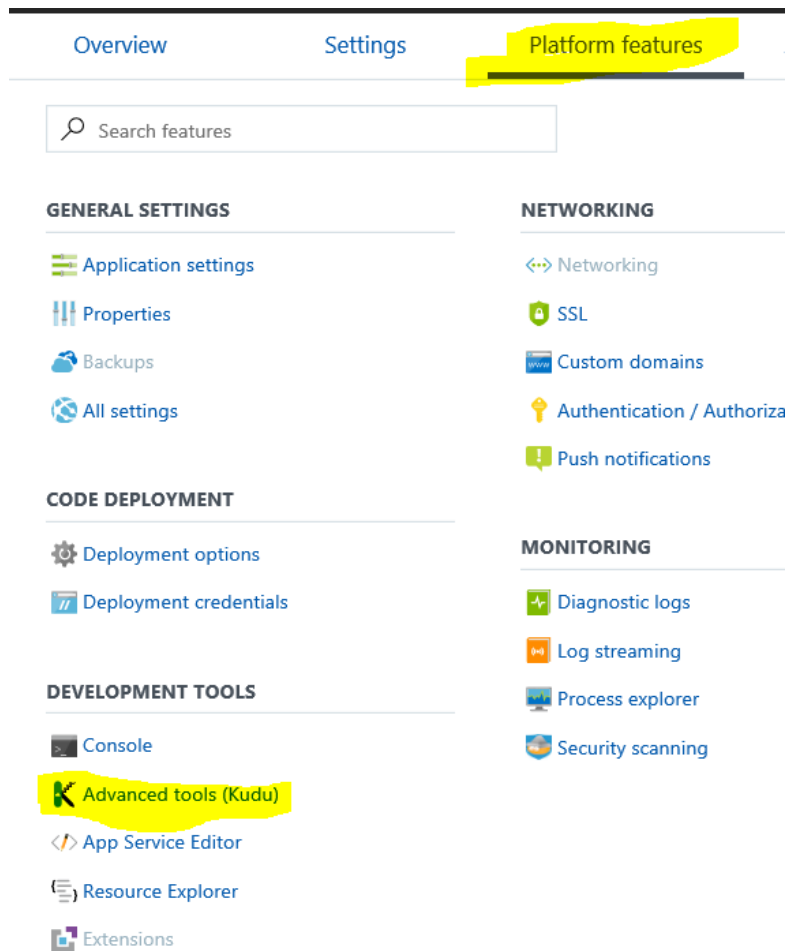 Overview Settings Platform features
Search features
GENERAL SETTINGS
Application settings
Properties
Backups
All settings
CODE DEPLOYMENT
Deployment options
Deployment credentials
DEVELOPMENT TOOLS
Console
Advanced tools (Kudu)
App Service Editor
Resource Explorer
Extensions
NETWORKING
Networking
SSL
www Custom domains
Authentication / Authoriza
Push notifications
MONITORING
Diagnostic logs
Log streaming
Process explorer
Security scanning